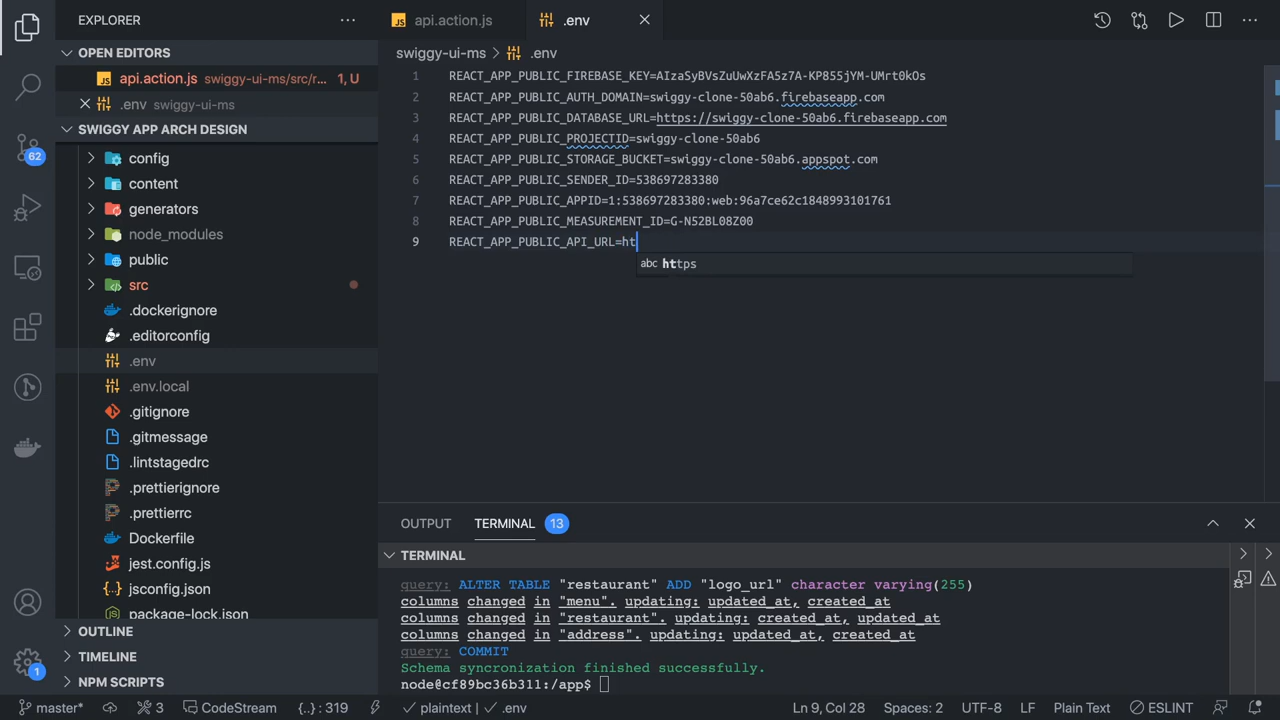 EXPLORER
api.action.js
.env
OPEN EDITORS
api.action.js swiggy-ui-ms/src/r... 1, U
.env swiggy-ui-ms
SWIGGY APP ARCH DESIGN
config
content
generators
node_modules
public
src
.dockerignore
.editorconfig
.env
.env.local
.gitignore
.gitmessage
.lintstagedrc
.prettierignore
.prettierrc
Dockerfile
jest.config.js
jsconfig.json
package-lock.json
OUTLINE
TIMELINE
NPM SCRIPTS
62
1
swiggy-ui-ms > .env
1 REACT_APP_PUBLIC_FIREBASE_KEY=AIzaSyBVsZuUwXzFA5z7A-KP855jYM-UMrt0kOs
2 REACT_APP_PUBLIC_AUTH_DOMAIN=swiggy-clone-50ab6.firebaseapp.com
3 REACT_APP_PUBLIC_DATABASE_URL=https://swiggy-clone-50ab6.firebaseapp.com
4 REACT_APP_PUBLIC_PROJECTID=swiggy-clone-50ab6
5 REACT_APP_PUBLIC_STORAGE_BUCKET=swiggy-clone-50ab6.appspot.com
6 REACT_APP_PUBLIC_SENDER_ID=538697283380
7 REACT_APP_PUBLIC_APPID=1:538697283380:web:96a7ce62c1848993101761
8 REACT_APP_PUBLIC_MEASUREMENT_ID=G-N52BL08Z00
9 REACT_APP_PUBLIC_API_URL=ht
abc https
OUTPUT TERMINAL 13
TERMINAL
query: ALTER TABLE "restaurant" ADD "logo_url" character varying(255)
columns changed in "menu". updating: updated_at, created_at
columns changed in "restaurant". updating: created_at, updated_at
columns changed in "address". updating: updated_at, created_at
query: COMMIT
Schema syncronization finished successfully.
node@cf89bc36b311:/app$
master* 3 CodeStream {..} : 319 plaintext | .env Ln 9, Col 28 Spaces: 2 UTF-8 LF Plain Text ESLINT